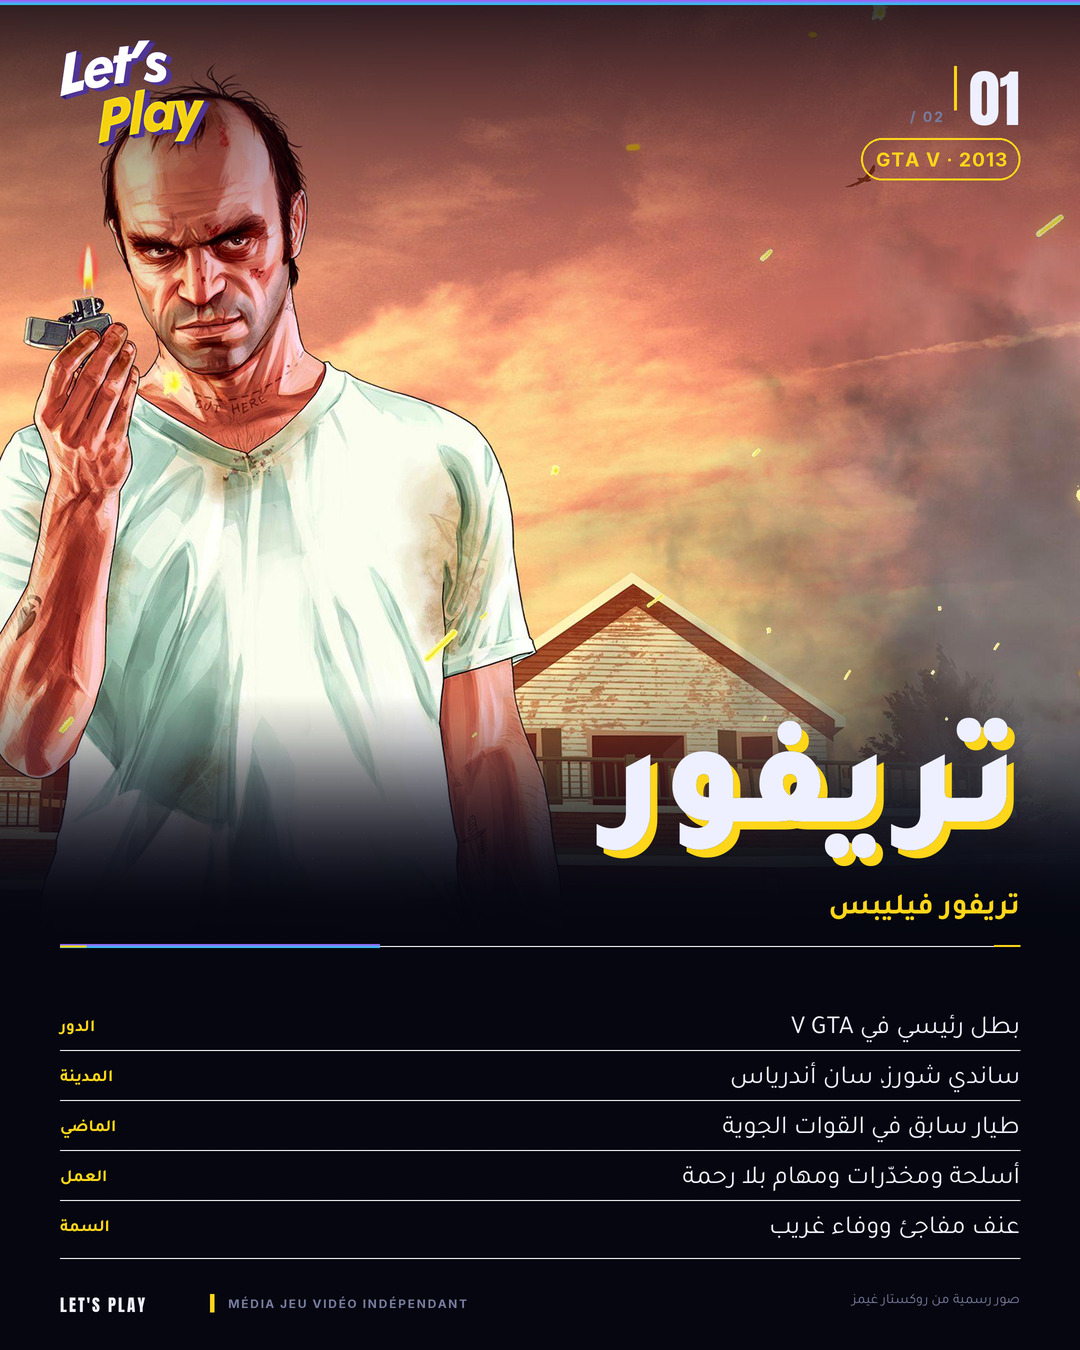 Let's
Play
01
/ 02
GTA V · 2013
CUT HERE
تريفور
تريفور فيليبس
بطل رئيسي في V GTA
الدور
ساندي شورز، سان أندرياس
المدينة
طيار سابق في القوات الجوية
الماضي
أسلحة ومخدّرات ومهام بلا رحمة
العمل
عنف مفاجئ ووفاء غريب
السمة
LET'S PLAY
MÉDIA JEU VIDÉO INDÉPENDANT
صور رسمية من روكستار غيمز